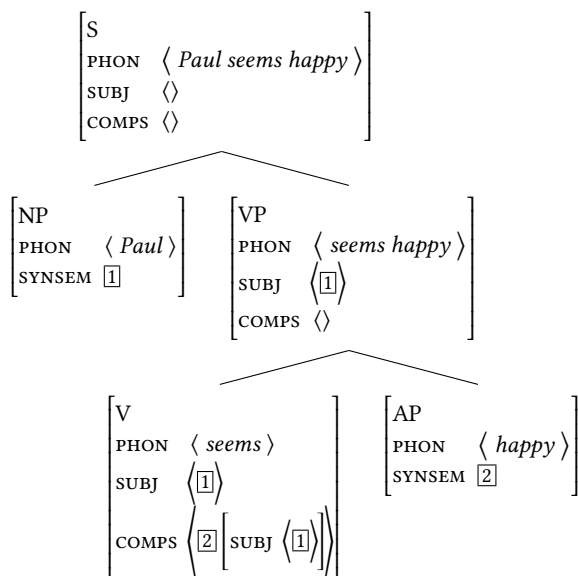 S
PHON ⟨ Paul seems happy ⟩
SUBJ ⟨⟩
COMPS ⟨⟩
NP
PHON ⟨ Paul ⟩
SYNSEM 1
VP
PHON ⟨ seems happy ⟩
SUBJ ⟨1⟩
COMPS ⟨⟩
V
PHON ⟨ seems ⟩
SUBJ ⟨1⟩
COMPS ⟨2[SUBJ ⟨1⟩]⟩
AP
PHON ⟨ happy ⟩
SYNSEM 2